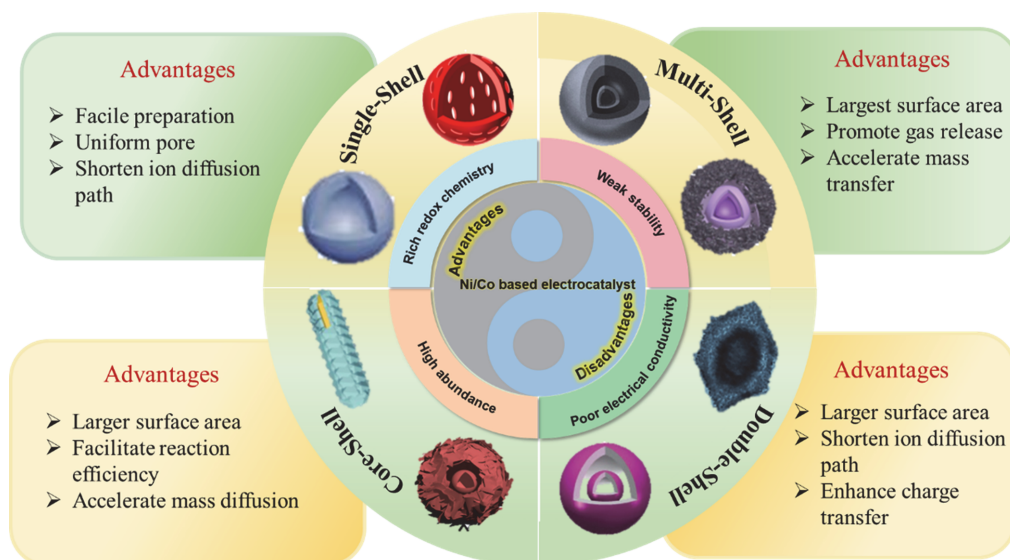 Advantages
➢ Facile preparation
➢ Uniform pore
➢ Shorten ion diffusion
path
Single-Shell
Multi-Shell
Advantages
➢ Largest surface area
➢ Promote gas release
➢ Accelerate mass
transfer
Rich redox chemistry
Weak stability
Advantages
Ni/Co based electrocatalyst
Disadvantages
High abundance
Poor electrical conductivity
Advantages
➢ Larger surface area
➢ Facilitate reaction
efficiency
➢ Accelerate mass diffusion
Core-Shell
Double-Shell
Advantages
➢ Larger surface area
➢ Shorten ion diffusion
path
➢ Enhance charge
transfer